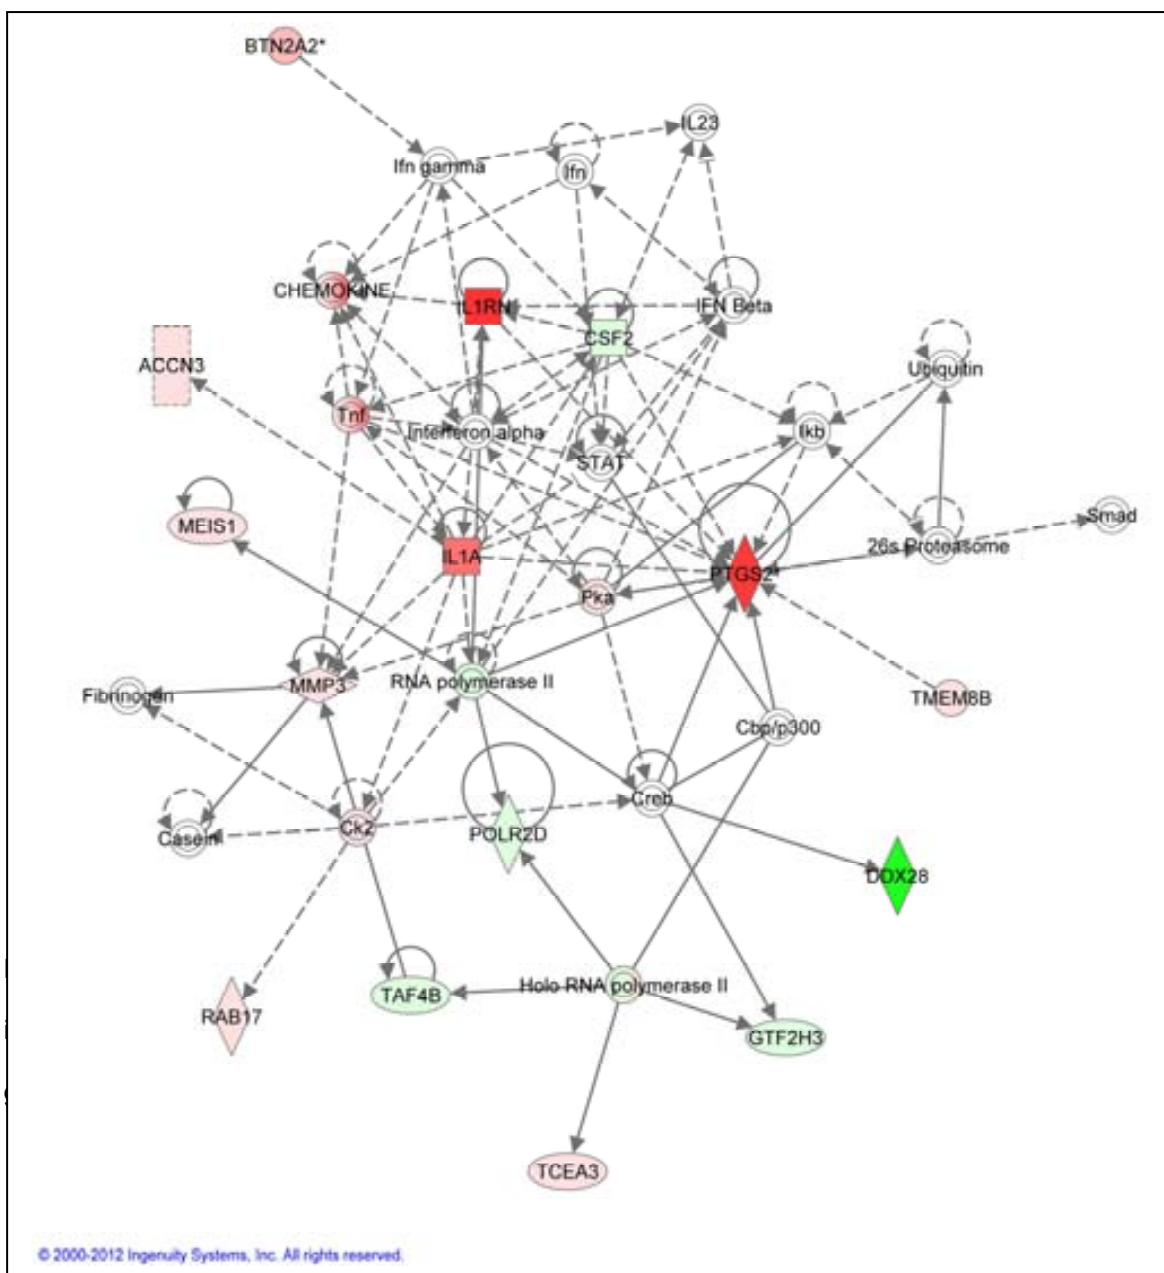 BTN2A2*
IL23
Ifn gamma
Ifn
CHEMOKINE
IL1RN
IFN Beta
CSF2
ACCN3
Ubiquitin
Tnf
Interferon alpha
Ikb
STAT
Smad
MEIS1
26s Proteasome
IL1A
PTGS2*
Pka
RNA polymerase II
MMP3
Fibrinogen
TMEM8B
Cbp/p300
Creb
Ck2
POLR2D
Casein
DDX28
Holo RNA polymerase II
TAF4B
RAB17
GTF2H3
TCEA3
© 2000-2012 Ingenuity Systems, Inc. All rights reserved.